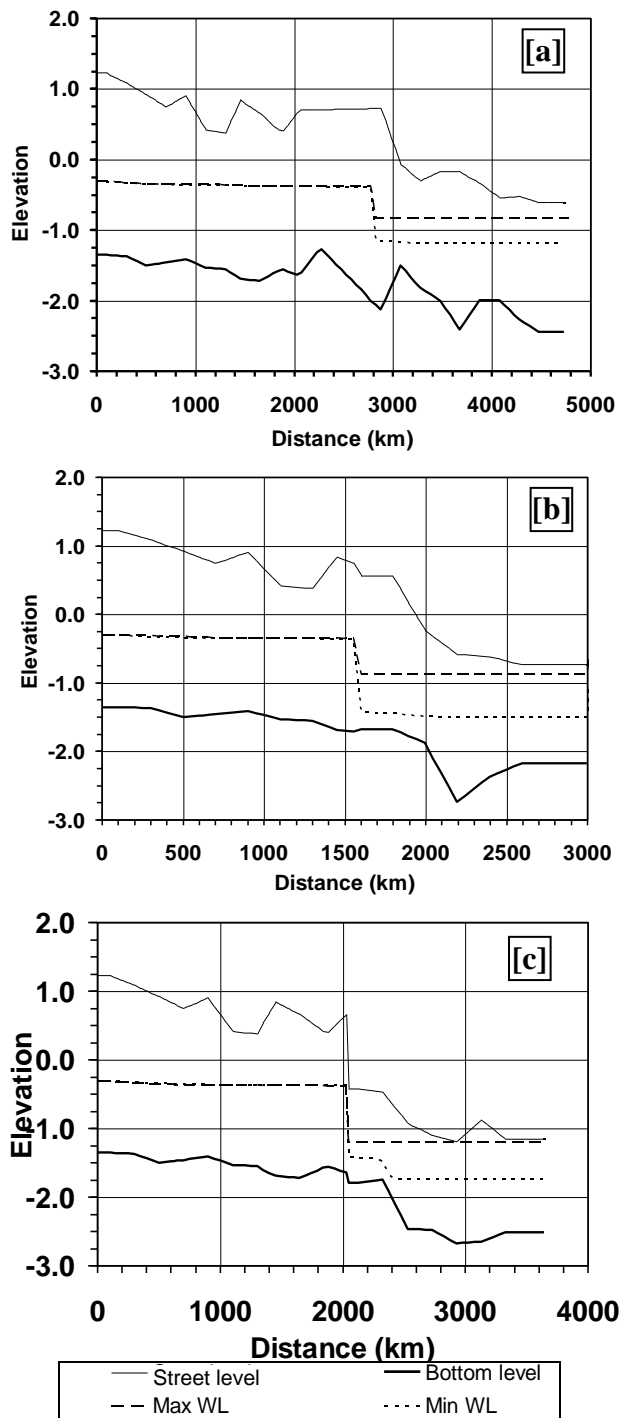 [a]
2.0
1.0
0.0
-1.0
-2.0
-3.0
Elevation
0 1000 2000 3000 4000 5000
Distance (km)
[b]
2.0
1.0
0.0
-1.0
-2.0
-3.0
Elevation
0 500 1000 1500 2000 2500 3000
Distance (km)
[c]
2.0
1.0
0.0
-1.0
-2.0
-3.0
Elevation
0 1000 2000 3000 4000
Distance (km)
Street level Bottom level
Max WL Min WL